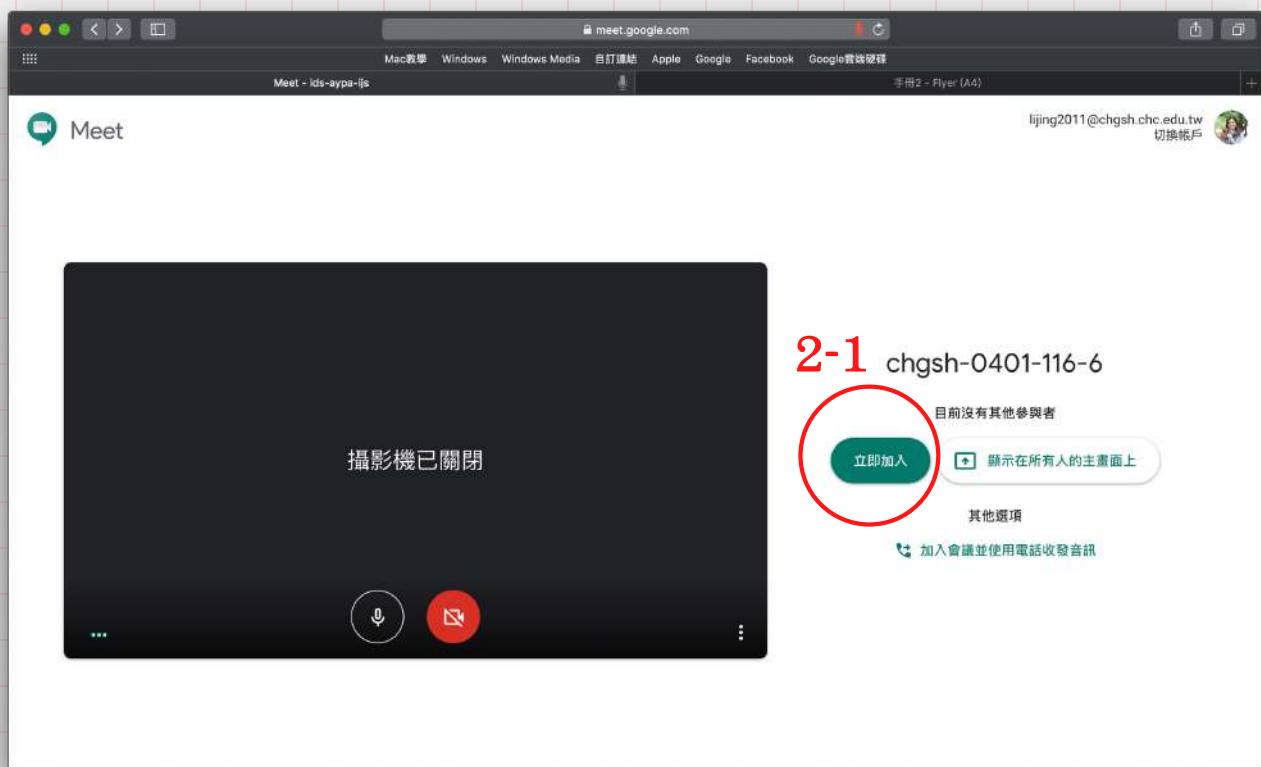 meet.google.com
Mac教學 Windows Windows Media 自訂連結 Apple Google Facebook Google雲端硬碟
Meet - ids-aypa-ijs
手冊2 - Flyer (A4)
Meet
lijing2011@chgsh.chc.edu.tw
切換帳戶
攝影機已關閉
2-1
chgsh-0401-116-6
目前沒有其他參與者
立即加入
顯示在所有人的主畫面上
其他選項
加入會議並使用電話收發音訊